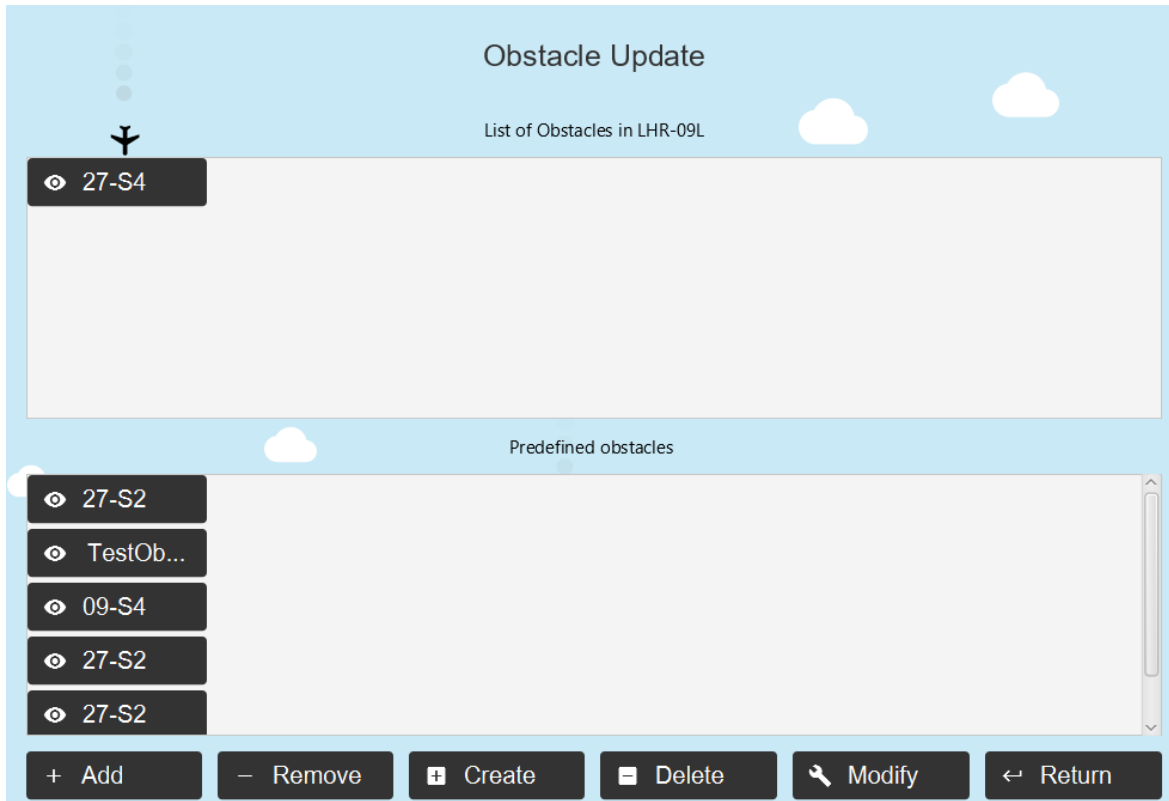 Obstacle Update
List of Obstacles in LHR-09L
27-S4
Predefined obstacles
27-S2
TestOb...
09-S4
27-S2
27-S2
Add Remove Create Delete Modify Return